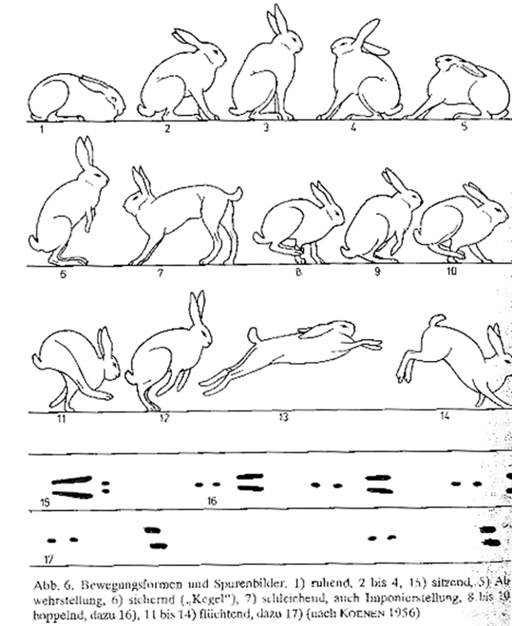 1 2 3 4 5
6 7 8 9 10
11 12 13 14
15
16
17
Abb. 6. Bewegungsformen und Spurenbilder. 1) ruhend, 2 bis 4, 15) sitzend, 5) Ab
wehrstellung, 6) sichernd („Kegel"), 7) schleichend, auch Imponierstellung, 8 bis 10
hoppelnd, dazu 16), 11 bis 14) flüchtend, dazu 17) (nach KOENEN 1956)